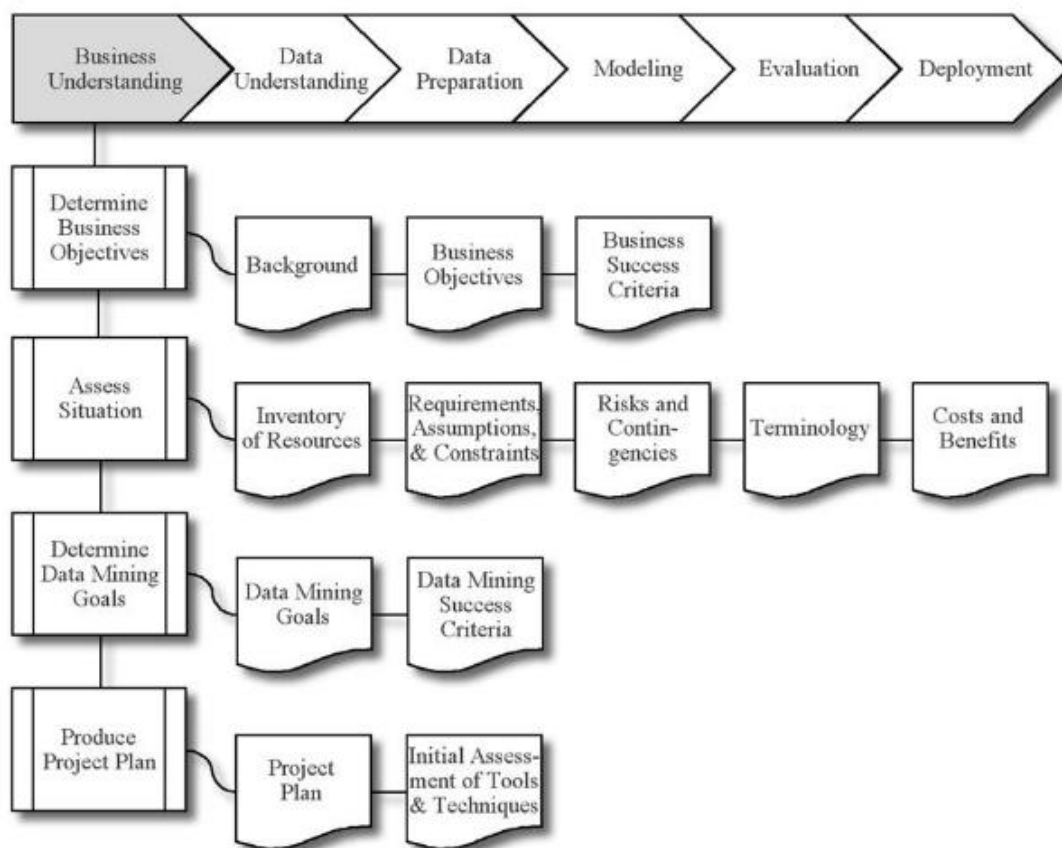 Business
Understanding
Data
Understanding
Data
Preparation
Modeling
Evaluation
Deployment
Determine
Business
Objectives
Background
Business
Objectives
Business
Success
Criteria
Assess
Situation
Inventory
of Resources
Requirements,
Assumptions,
& Constraints
Risks and
Contin-
gencies
Terminology
Costs and
Benefits
Determine
Data Mining
Goals
Data Mining
Goals
Data Mining
Success
Criteria
Produce
Project Plan
Project
Plan
Initial Assess-
ment of Tools
& Techniques